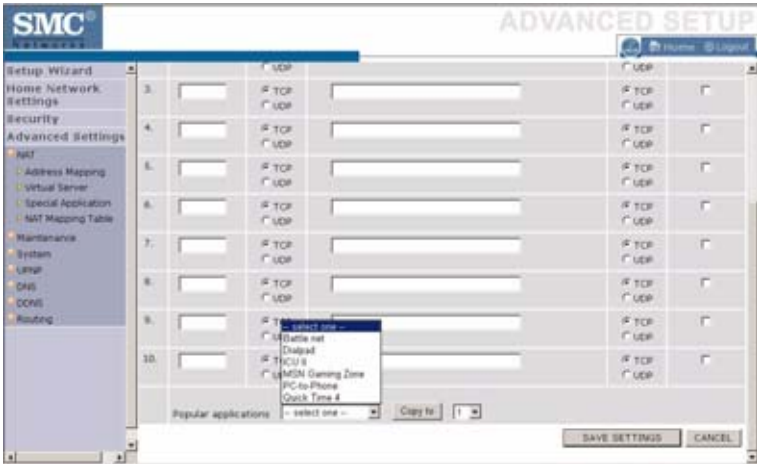 SMC®
Networks
ADVANCED SETUP
Home Logout
Setup Wizard
Home Network Settings
Security
Advanced Settings
NAT
Address Mapping
Virtual Server
Special Application
NAT Mapping Table
Maintenance
System
UPNP
DNS
DDNS
Routing
UDP UDP
3. TCP TCP
UDP UDP
4. TCP TCP
UDP UDP
5. TCP TCP
UDP UDP
6. TCP TCP
UDP UDP
7. TCP TCP
UDP UDP
8. TCP TCP
UDP UDP
9. TCP
UDP
10. TCP
UDP
-- select one --
Battle net
Dialpad
ICU II
MSN Gaming Zone
PC-to-Phone
Quick Time 4
Popular applications -- select one -- Copy to 1
SAVE SETTINGS CANCEL